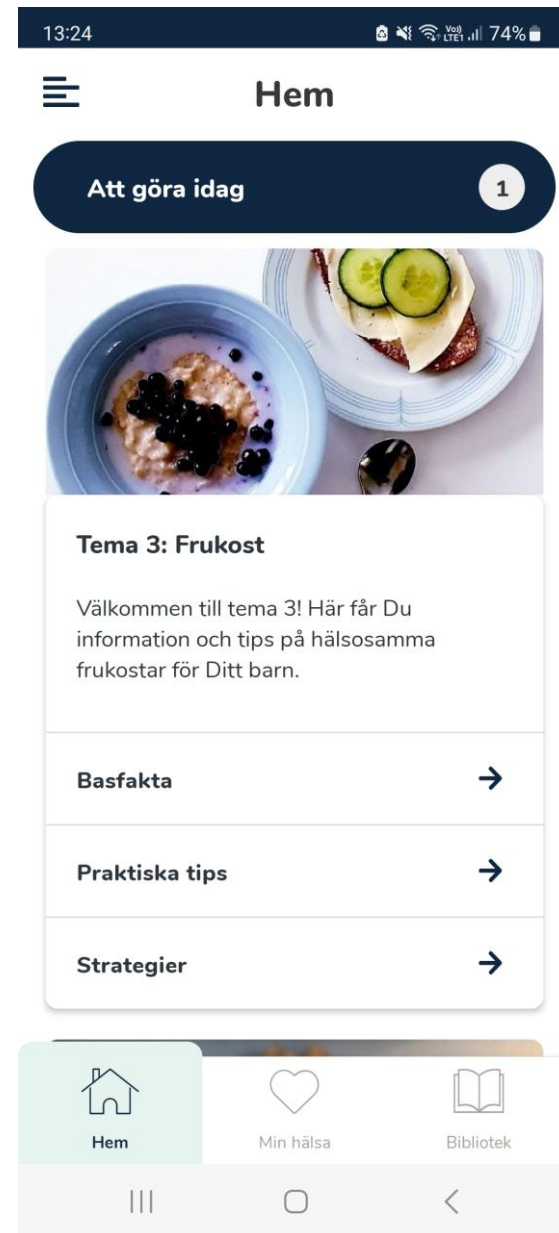 13:24
74%
Hem
Att göra idag
1
Tema 3: Frukost
Välkommen till tema 3! Här får Du
information och tips på hälsosamma
frukostar för Ditt barn.
Basfakta
Praktiska tips
Strategier
Hem
Min hälsa
Bibliotek